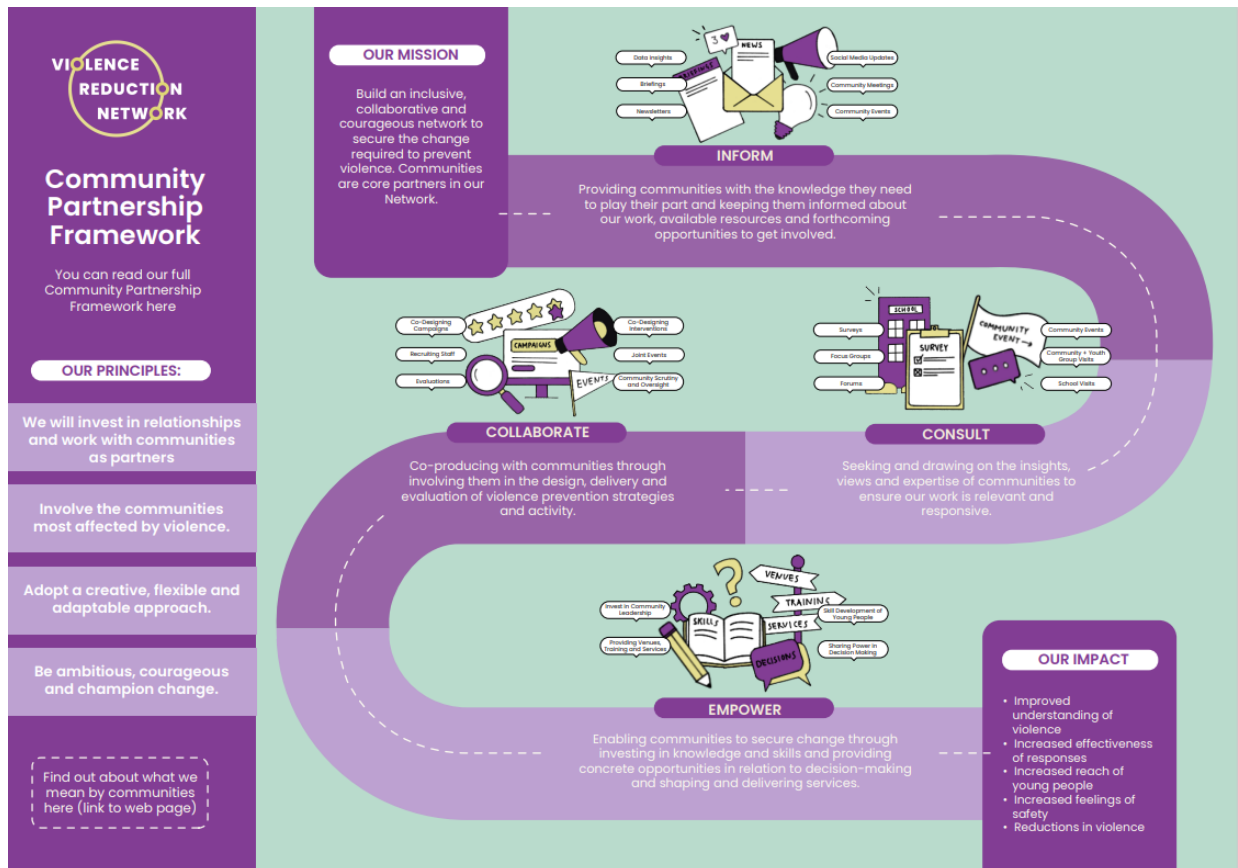 VIOLENCE
REDUCTION
NETWORK
Community
Partnership
Framework
You can read our full
Community Partnership
Framework here
OUR PRINCIPLES:
We will invest in relationships
and work with communities
as partners
Involve the communities
most affected by violence.
Adopt a creative, flexible and
adaptable approach.
Be ambitious, courageous
and champion change.
Find out about what we
mean by communities
here (link to web page)
OUR MISSION
Build an inclusive,
collaborative and
courageous network to
secure the change
required to prevent
violence. Communities
are core partners in our
Network.
Data Insights
Briefings
Newsletters
3
NEWS
BRIEFINGS
Social Media Updates
Community Meetings
Community Events
INFORM
Providing communities with the knowledge they need
to play their part and keeping them informed about
our work, available resources and forthcoming
opportunities to get involved.
Surveys
Focus Groups
Forums
SCHOOL
SURVEY
COMMUNITY
EVENT
Community Events
Community + Youth
Group Visits
School Visits
CONSULT
Seeking and drawing on the insights,
views and expertise of communities to
ensure our work is relevant and
responsive.
Co-Designing
Campaigns
Recruiting Staff
Evaluations
CAMPAIGNS
EVENTS
Co-Designing
Interventions
Joint Events
Community Scrutiny
and Oversight
COLLABORATE
Co-producing with communities through
involving them in the design, delivery and
evaluation of violence prevention strategies
and activity.
Invest in Community
Leadership
Providing Venues,
Training and Services
?
SKILLS
VENUES
TRAINING
SERVICES
DECISIONS
Skill Development of
Young People
Sharing Power in
Decision Making
EMPOWER
Enabling communities to secure change through
investing in knowledge and skills and providing
concrete opportunities in relation to decision-making
and shaping and delivering services.
OUR IMPACT
• Improved
understanding of
violence
• Increased effectiveness
of responses
• Increased reach of
young people
• Increased feelings of
safety
• Reductions in violence